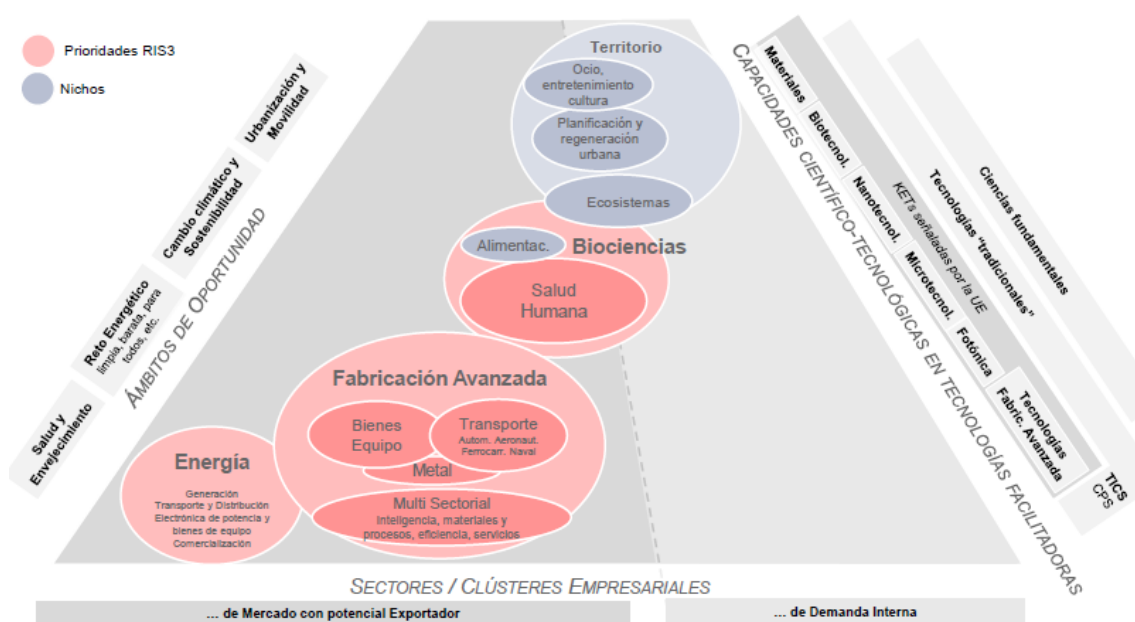 Prioridades RIS3
Nichos
Urbanización y
Movilidad
Cambio climático y
Sostenibilidad
Reto Energético
limpia, barata, para
todos, etc.
Salud y
Envejecimiento
ÁMBITOS DE OPORTUNIDAD
Territorio
Ocio,
entretenimiento
cultura
Planificación y
regeneración
urbana
Ecosistemas
Alimentac.
Biociencias
Salud
Humana
Fabricación Avanzada
Bienes
Equipo
Transporte
Autom. Aeronaut.
Ferrocarr. Naval
Metal
Multi Sectorial
Inteligencia, materiales y
procesos, eficiencia, servicios
Energía
Generación
Transporte y Distribución
Electrónica de potencia y
bienes de equipo
Comercialización
CAPACIDADES CIENTÍFICO-TECNOLÓGICAS EN TECNOLOGÍAS FACILITADORAS
Materiales
Biotecnol.
Nanotecnol.
Microtecnol.
Fotónica
Tecnologías
Fabric. Avanzada
KETs señaladas por la UE
Tecnologías “tradicionales”
Ciencias fundamentales
TICS
CPS
SECTORES / CLÚSTERES EMPRESARIALES
... de Mercado con potencial Exportador
... de Demanda Interna